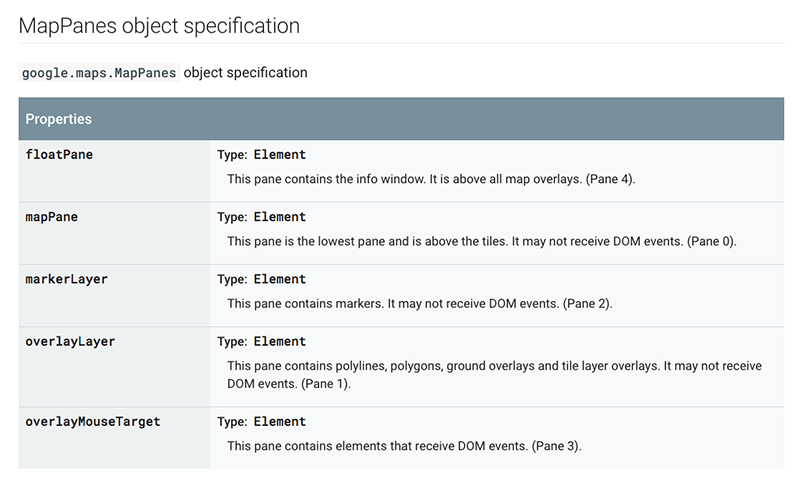 MapPanes object specification
google.maps.MapPanes object specification
Properties
floatPane
Type: Element
This pane contains the info window. It is above all map overlays. (Pane 4).
mapPane
Type: Element
This pane is the lowest pane and is above the tiles. It may not receive DOM events. (Pane 0).
markerLayer
Type: Element
This pane contains markers. It may not receive DOM events. (Pane 2).
overlayLayer
Type: Element
This pane contains polylines, polygons, ground overlays and tile layer overlays. It may not receive
DOM events. (Pane 1).
overlayMouseTarget
Type: Element
This pane contains elements that receive DOM events. (Pane 3).